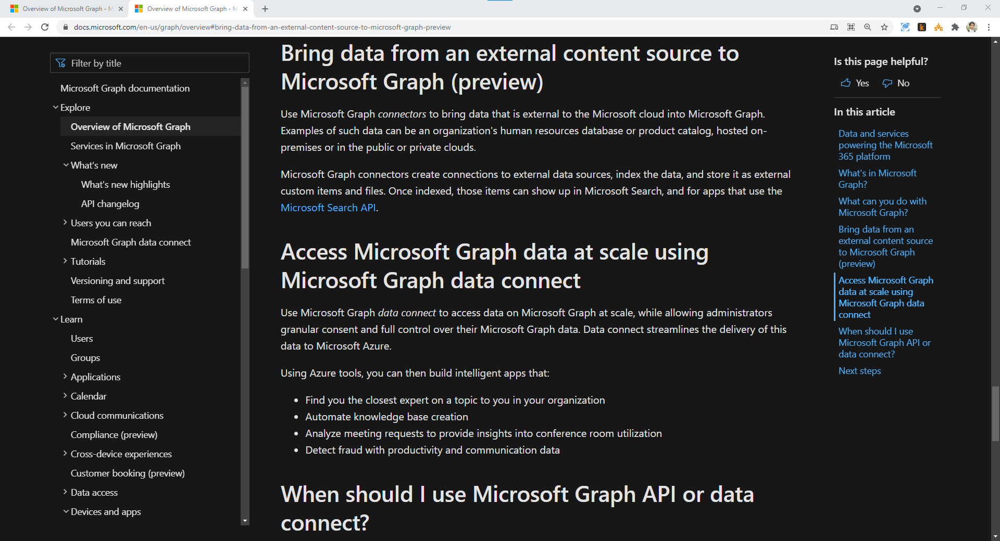 Overview of Microsoft Graph - M
Overview of Microsoft Graph - M
docs.microsoft.com/en-us/graph/overview#bring-data-from-an-external-content-source-to-microsoft-graph-preview
Filter by title
Microsoft Graph documentation
Explore
Overview of Microsoft Graph
Services in Microsoft Graph
What's new
What's new highlights
API changelog
Users you can reach
Microsoft Graph data connect
Tutorials
Versioning and support
Terms of use
Learn
Users
Groups
Applications
Calendar
Cloud communications
Compliance (preview)
Cross-device experiences
Customer booking (preview)
Data access
Devices and apps
Bring data from an external content source to
Microsoft Graph (preview)
Use Microsoft Graph connectors to bring data that is external to the Microsoft cloud into Microsoft Graph.
Examples of such data can be an organization's human resources database or product catalog, hosted on-
premises or in the public or private clouds.
Microsoft Graph connectors create connections to external data sources, index the data, and store it as external
custom items and files. Once indexed, those items can show up in Microsoft Search, and for apps that use the
Microsoft Search API.
Access Microsoft Graph data at scale using
Microsoft Graph data connect
Use Microsoft Graph data connect to access data on Microsoft Graph at scale, while allowing administrators
granular consent and full control over their Microsoft Graph data. Data connect streamlines the delivery of this
data to Microsoft Azure.
Using Azure tools, you can then build intelligent apps that:
• Find you the closest expert on a topic to you in your organization
• Automate knowledge base creation
• Analyze meeting requests to provide insights into conference room utilization
• Detect fraud with productivity and communication data
When should I use Microsoft Graph API or data
connect?
Is this page helpful?
Yes No
In this article
Data and services
powering the Microsoft
365 platform
What's in Microsoft
Graph?
What can you do with
Microsoft Graph?
Bring data from an
external content source
to Microsoft Graph
(preview)
Access Microsoft Graph
data at scale using
Microsoft Graph data
connect
When should I use
Microsoft Graph API or
data connect?
Next steps